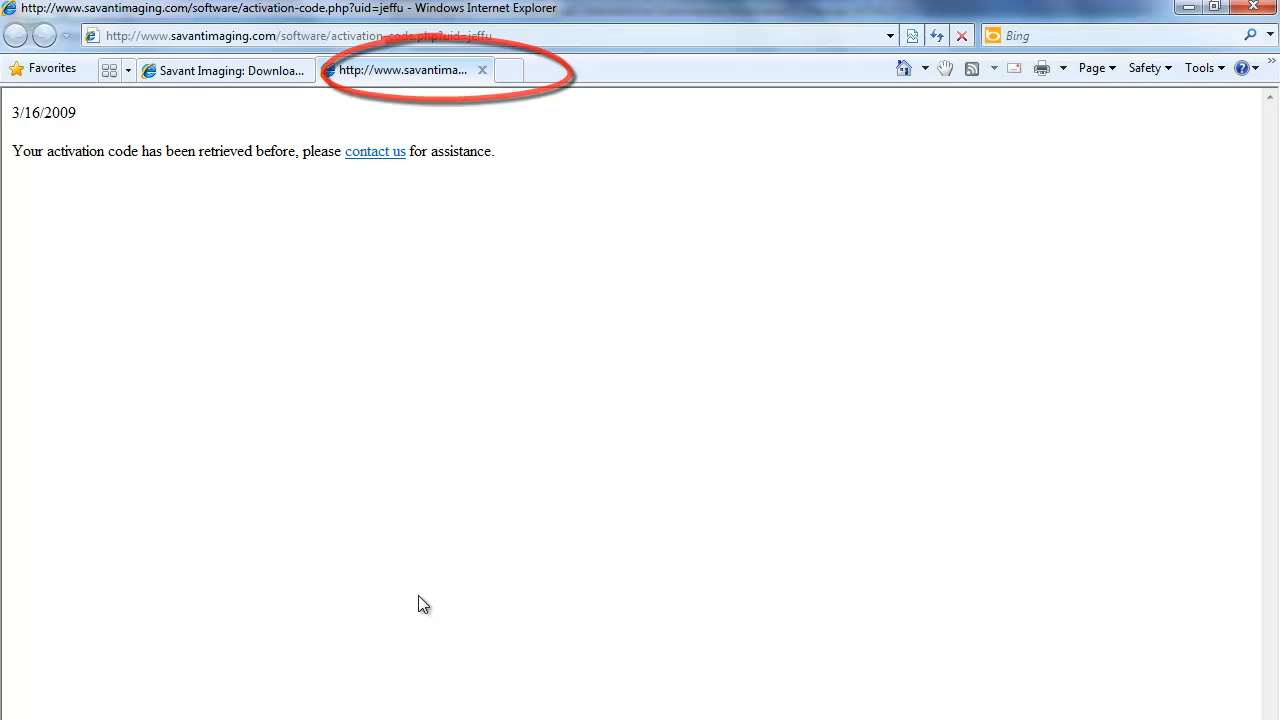 http://www.savantimaging.com/software/activation-code.php?uid=jeffu - Windows Internet Explorer
http://www.savantimaging.com/software/activation-code.php?uid=jeffu
Bing
Favorites
Savant Imaging: Downloa...
http://www.savantima...
Page
Safety
Tools
3/16/2009
Your activation code has been retrieved before, please contact us for assistance.